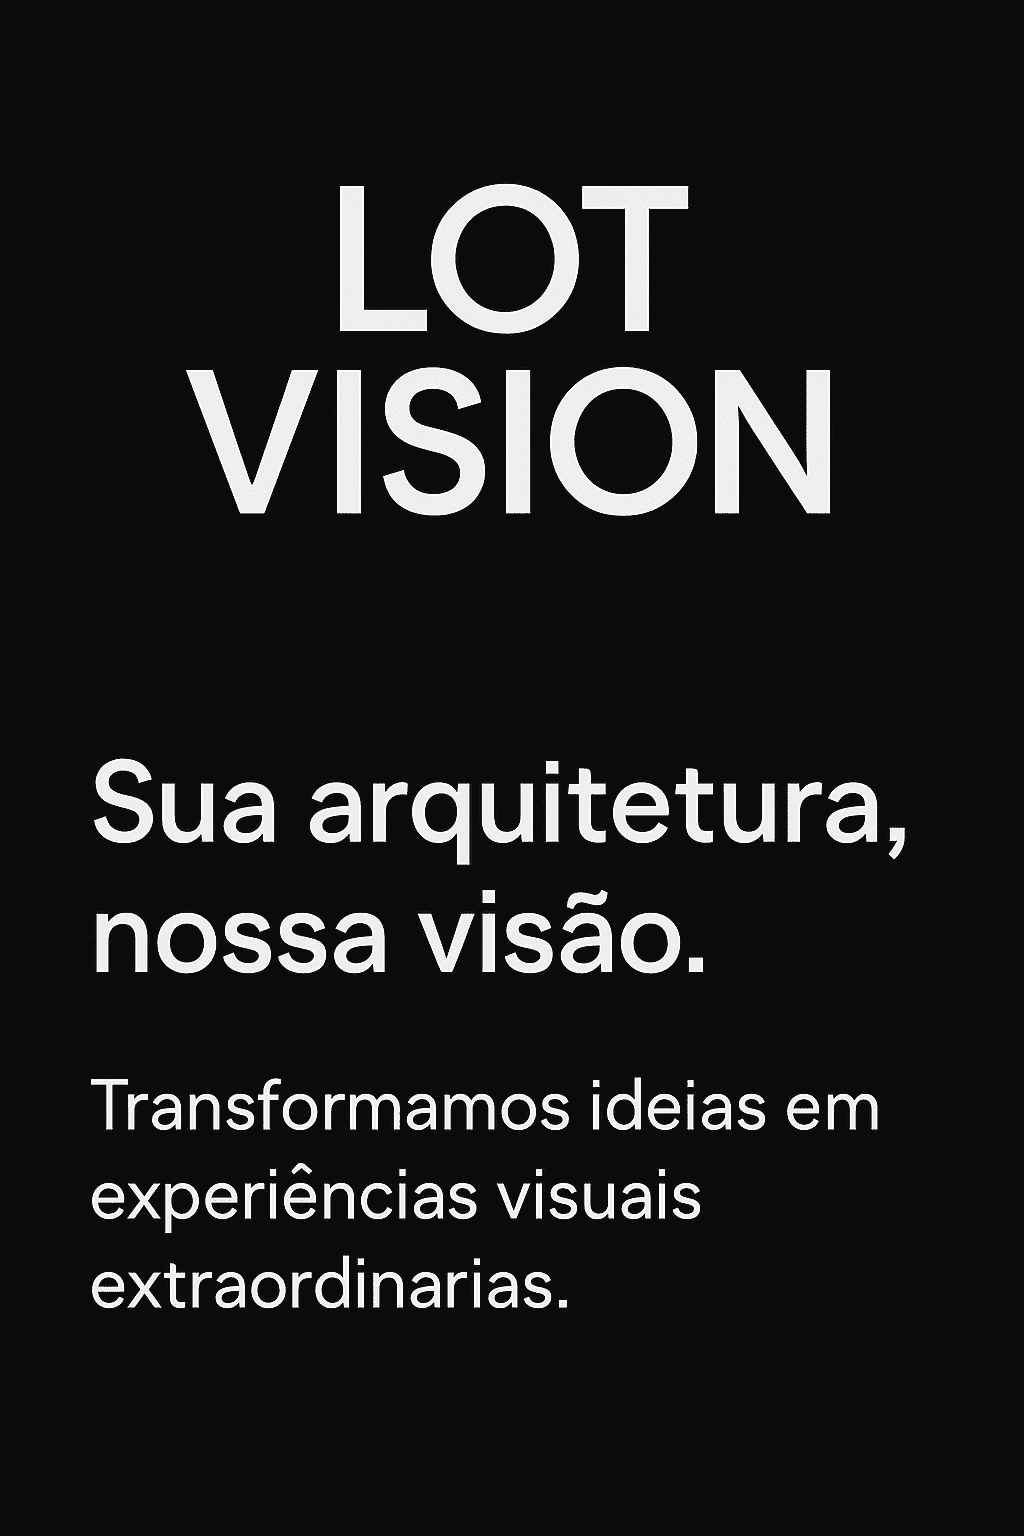 LOT
VISION
Sua arquitetura,
nossa visão.
Transformamos ideias em
experiências visuais
extraordinarias.